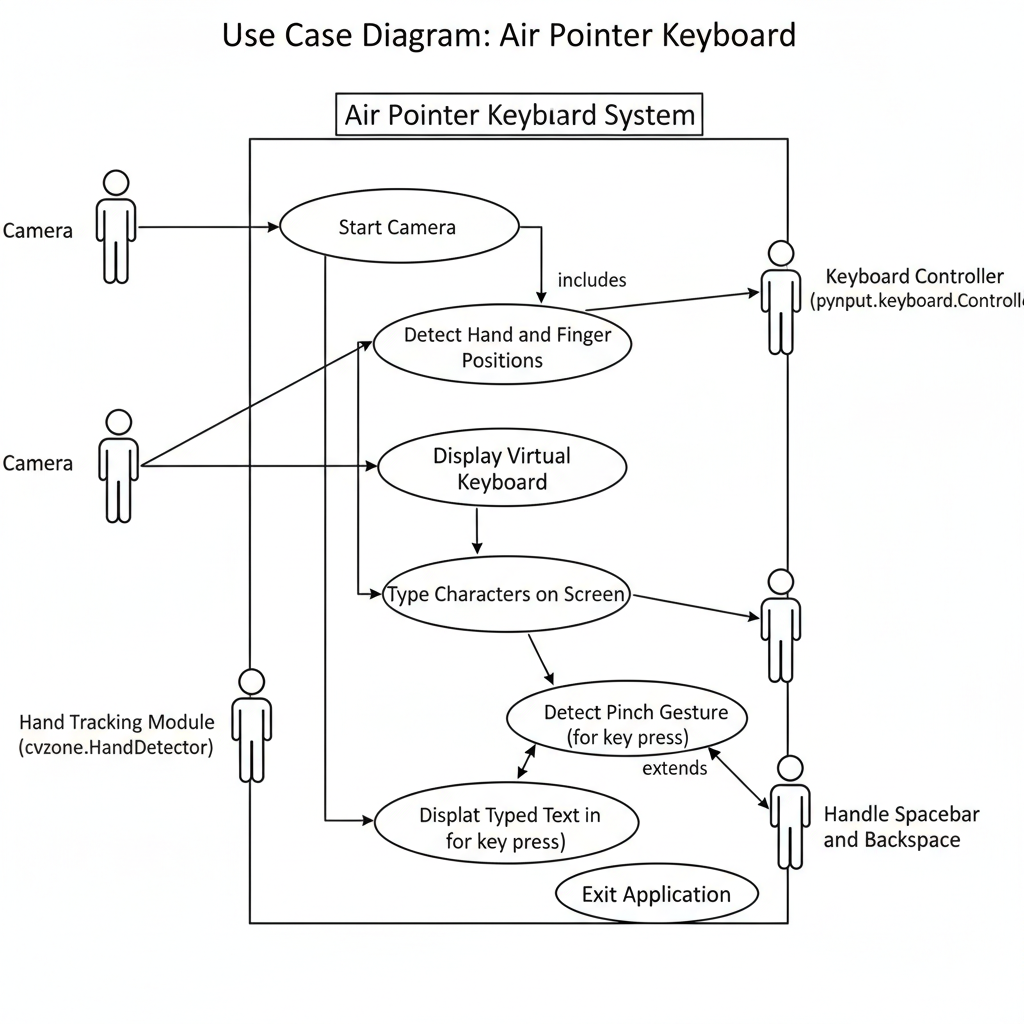 Use Case Diagram: Air Pointer Keyboard
Air Pointer Keybıard System
Camera
Start Camera
includes
Keyboard Controller
(pynput.keyboard.Controlle
Detect Hand and Finger
Positions
Camera
Display Virtual
Keyboard
Type Characters on Screen
Hand Tracking Module
(cvzone.HandDetector)
Detect Pinch Gesture
(for key press)
extends
Displat Typed Text in
for key press)
Handle Spacebar
and Backspace
Exit Application